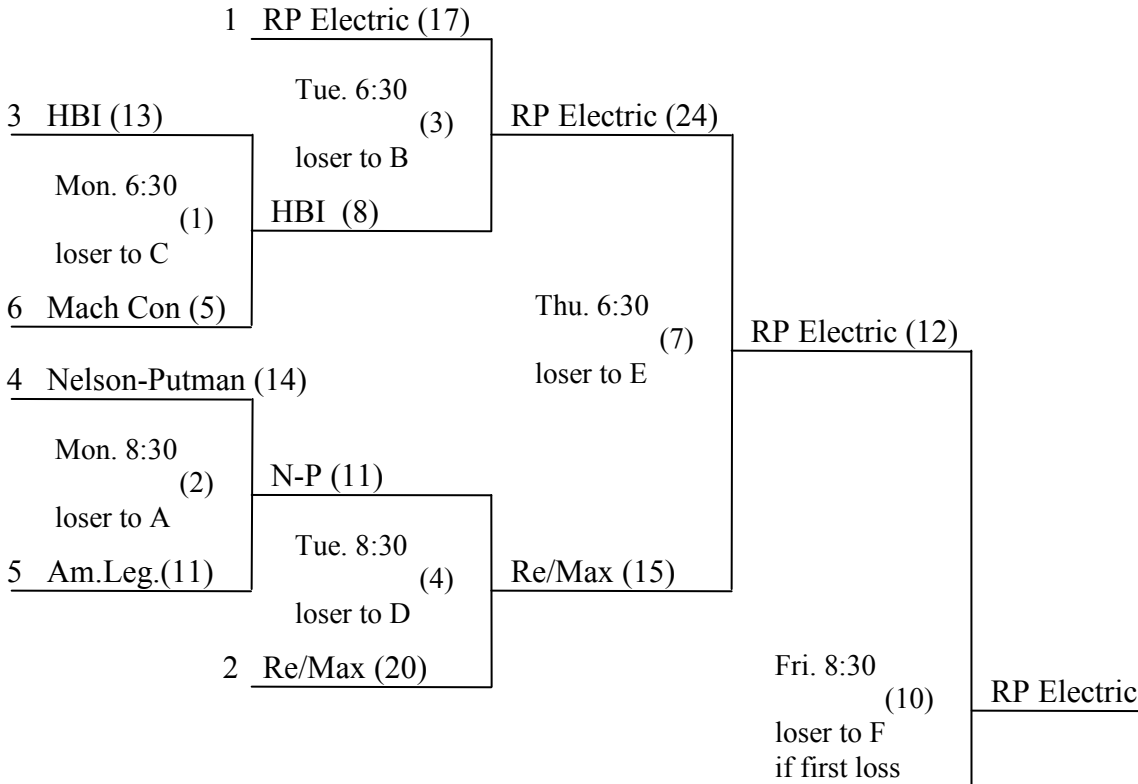 1 RP Electric (17)
Tue. 6:30
3 HBI (13)
(3)
RP Electric (24)
loser to B
Mon. 6:30
(1)
HBI (8)
loser to C
6 Mach Con (5)
Thu. 6:30
(7)
RP Electric (12)
loser to E
4 Nelson-Putman (14)
Mon. 8:30
(2)
N-P (11)
loser to A
Tue. 8:30
5 Am.Leg.(11)
(4)
Re/Max (15)
loser to D
2 Re/Max (20)
Fri. 8:30
(10)
RP Electric
loser to F
if first loss